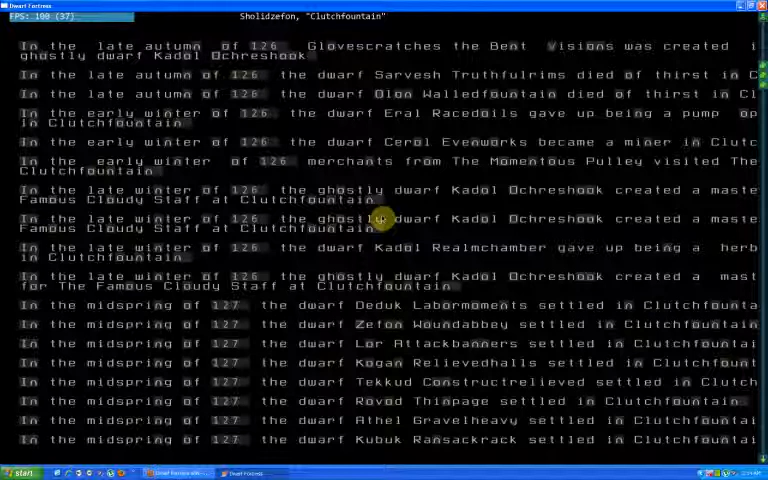 Dwarf Fortress
FPS: 100 (37)
Sholidzefon, "Clutchfountain"
In the late autumn of 126 Glovescratches the Bent Visions was created i
ghostly dwarf Kadol Ochreshook
In the late autumn of 126 the dwarf Sarvesh Truthfulrims died of thirst in C
In the late autumn of 126 the dwarf Olon Walledfountain died of thirst in Cl
In the early winter of 126 the dwarf Eral Racedoils gave up being a pump op
in Clutchfountain
In the early winter of 126 the dwarf Cerol Evenworks became a miner in Clutc
In the early winter of 126 merchants from The Momentous Pulley visited The
Clutchfountain
In the late winter of 126 the ghostly dwarf Kadol Ochreshook created a maste
Famous Cloudy Staff at Clutchfountain
In the late winter of 126 the ghostly dwarf Kadol Ochreshook created a maste
Famous Cloudy Staff at Clutchfountain
In the late winter of 126 the dwarf Kadol Realmchamber gave up being a herb
in Clutchfountain
In the late winter of 126 the ghostly dwarf Kadol Ochreshook created a mast
for The Famous Cloudy Staff at Clutchfountain
In the midspring of 127 the dwarf Deduk Labormoments settled in Clutchfounta
In the midspring of 127 the dwarf Zefon Woundabbey settled in Clutchfountain
In the midspring of 127 the dwarf Lor Attackbanners settled in Clutchfountai
In the midspring of 127 the dwarf Kogan Relievedhalls settled in Clutchfount
In the midspring of 127 the dwarf Tekkud Constructrelieved settled in Clutch
In the midspring of 127 the dwarf Rovod Thinpage settled in Clutchfountain
In the midspring of 127 the dwarf Athel Gravelheavy settled in Clutchfountai
In the midspring of 127 the dwarf Kubuk Ransackrack settled in Clutchfountai
start
Dwarf Fortress